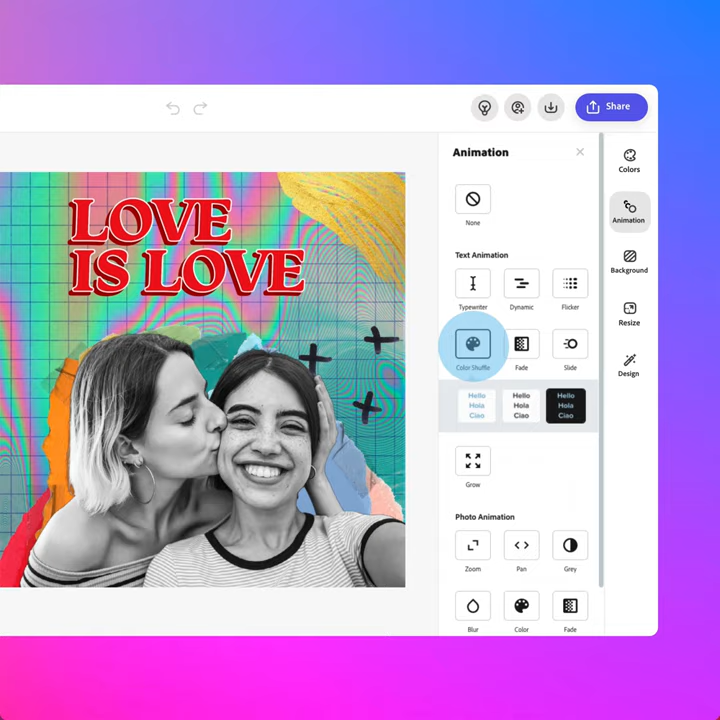 Share
LOVE
IS LOVE
Animation
None
Text Animation
Typewriter
Dynamic
Flicker
Color Shuffle
Fade
Slide
Hello
Hola
Ciao
Hello
Hola
Ciao
Hello
Hola
Ciao
Grow
Photo Animation
Zoom
Pan
Grey
Blur
Color
Fade
Colors
Animation
Background
Resize
Design